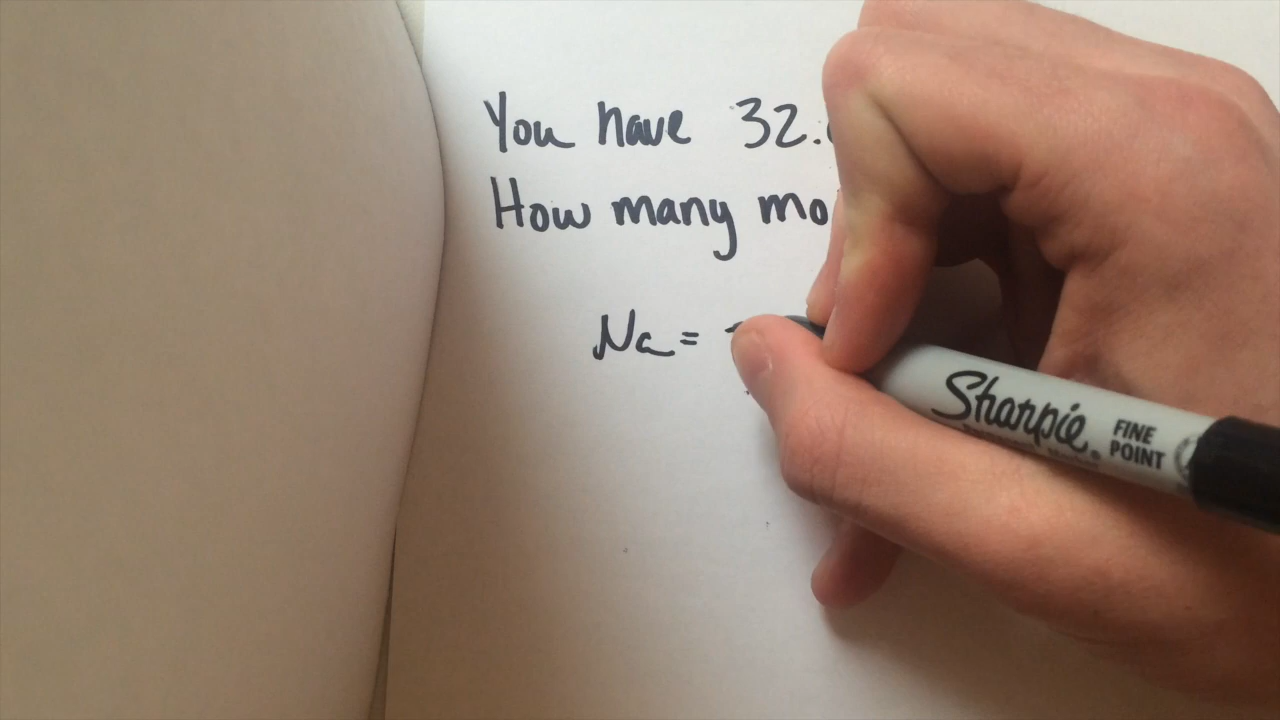 You have 32.
How many mo
Na =
Sharpie
FINE
POINT